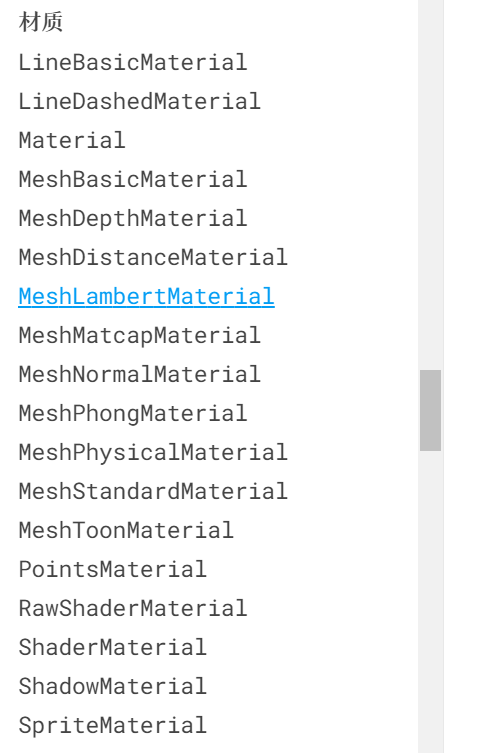 材质
LineBasicMaterial
LineDashedMaterial
Material
MeshBasicMaterial
MeshDepthMaterial
MeshDistanceMaterial
MeshLambertMaterial
MeshMatcapMaterial
MeshNormalMaterial
MeshPhongMaterial
MeshPhysicalMaterial
MeshStandardMaterial
MeshToonMaterial
PointsMaterial
RawShaderMaterial
ShaderMaterial
ShadowMaterial
SpriteMaterial